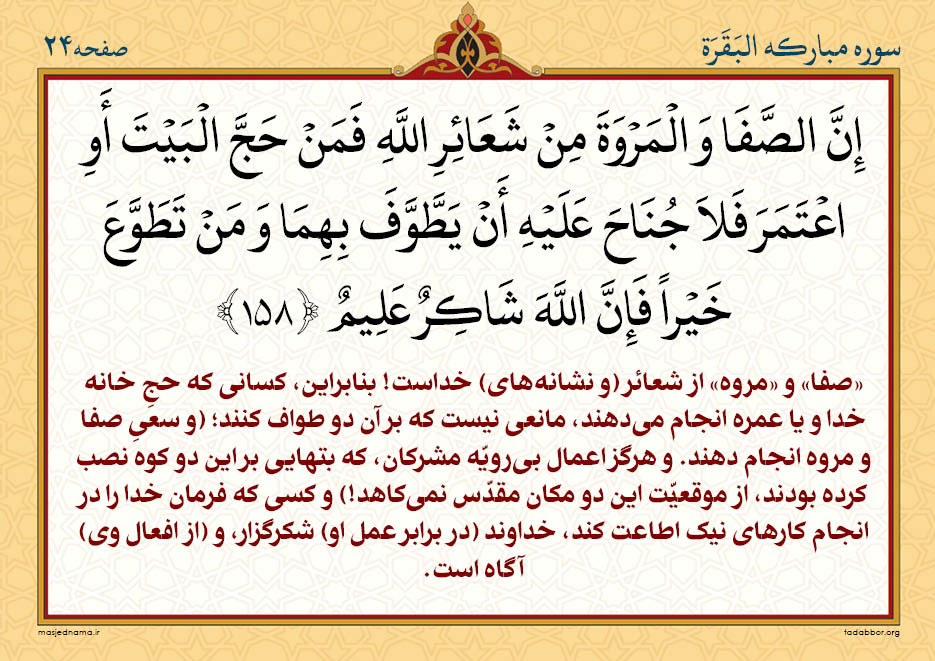 سوره مبارکه البَقَرَة
صفحه۲۴
إِنَّ الصَّفَا وَ الْمَرْوَةَ مِنْ شَعَائِرِ اللَّهِ فَمَنْ حَجَّ الْبَيْتَ أَوِ
اعْتَمَرَ فَلاَ جُنَاحَ عَلَيْهِ أَنْ يَطَّوَّفَ بِهِمَا وَ مَنْ تَطَوَّعَ
خَيْراً فَإِنَّ اللَّهَ شَاكِرٌ عَلِيمٌ ﴿۱۵۸﴾
«صفا» و «مروه» از شعائر (و نشانه‌های) خداست! بنابراین، کسانی که حجِ خانه
خدا و یا عمره انجام می‌دهند، مانعی نیست که بر آن دو طواف کنند؛ (و سعیِ صفا
و مروه انجام دهند. و هرگز اعمال بی‌رویّه مشرکان، که بتهایی بر این دو کوه نصب
کرده بودند، از موقعیّت این دو مکان مقدّس نمی‌کاهد!) و کسی که فرمان خدا را در
انجام کارهای نیک اطاعت کند، خداوند (در برابر عمل او) شکرگزار، و (از افعال وی)
آگاه است.
masjednama.ir
tadabbor.org